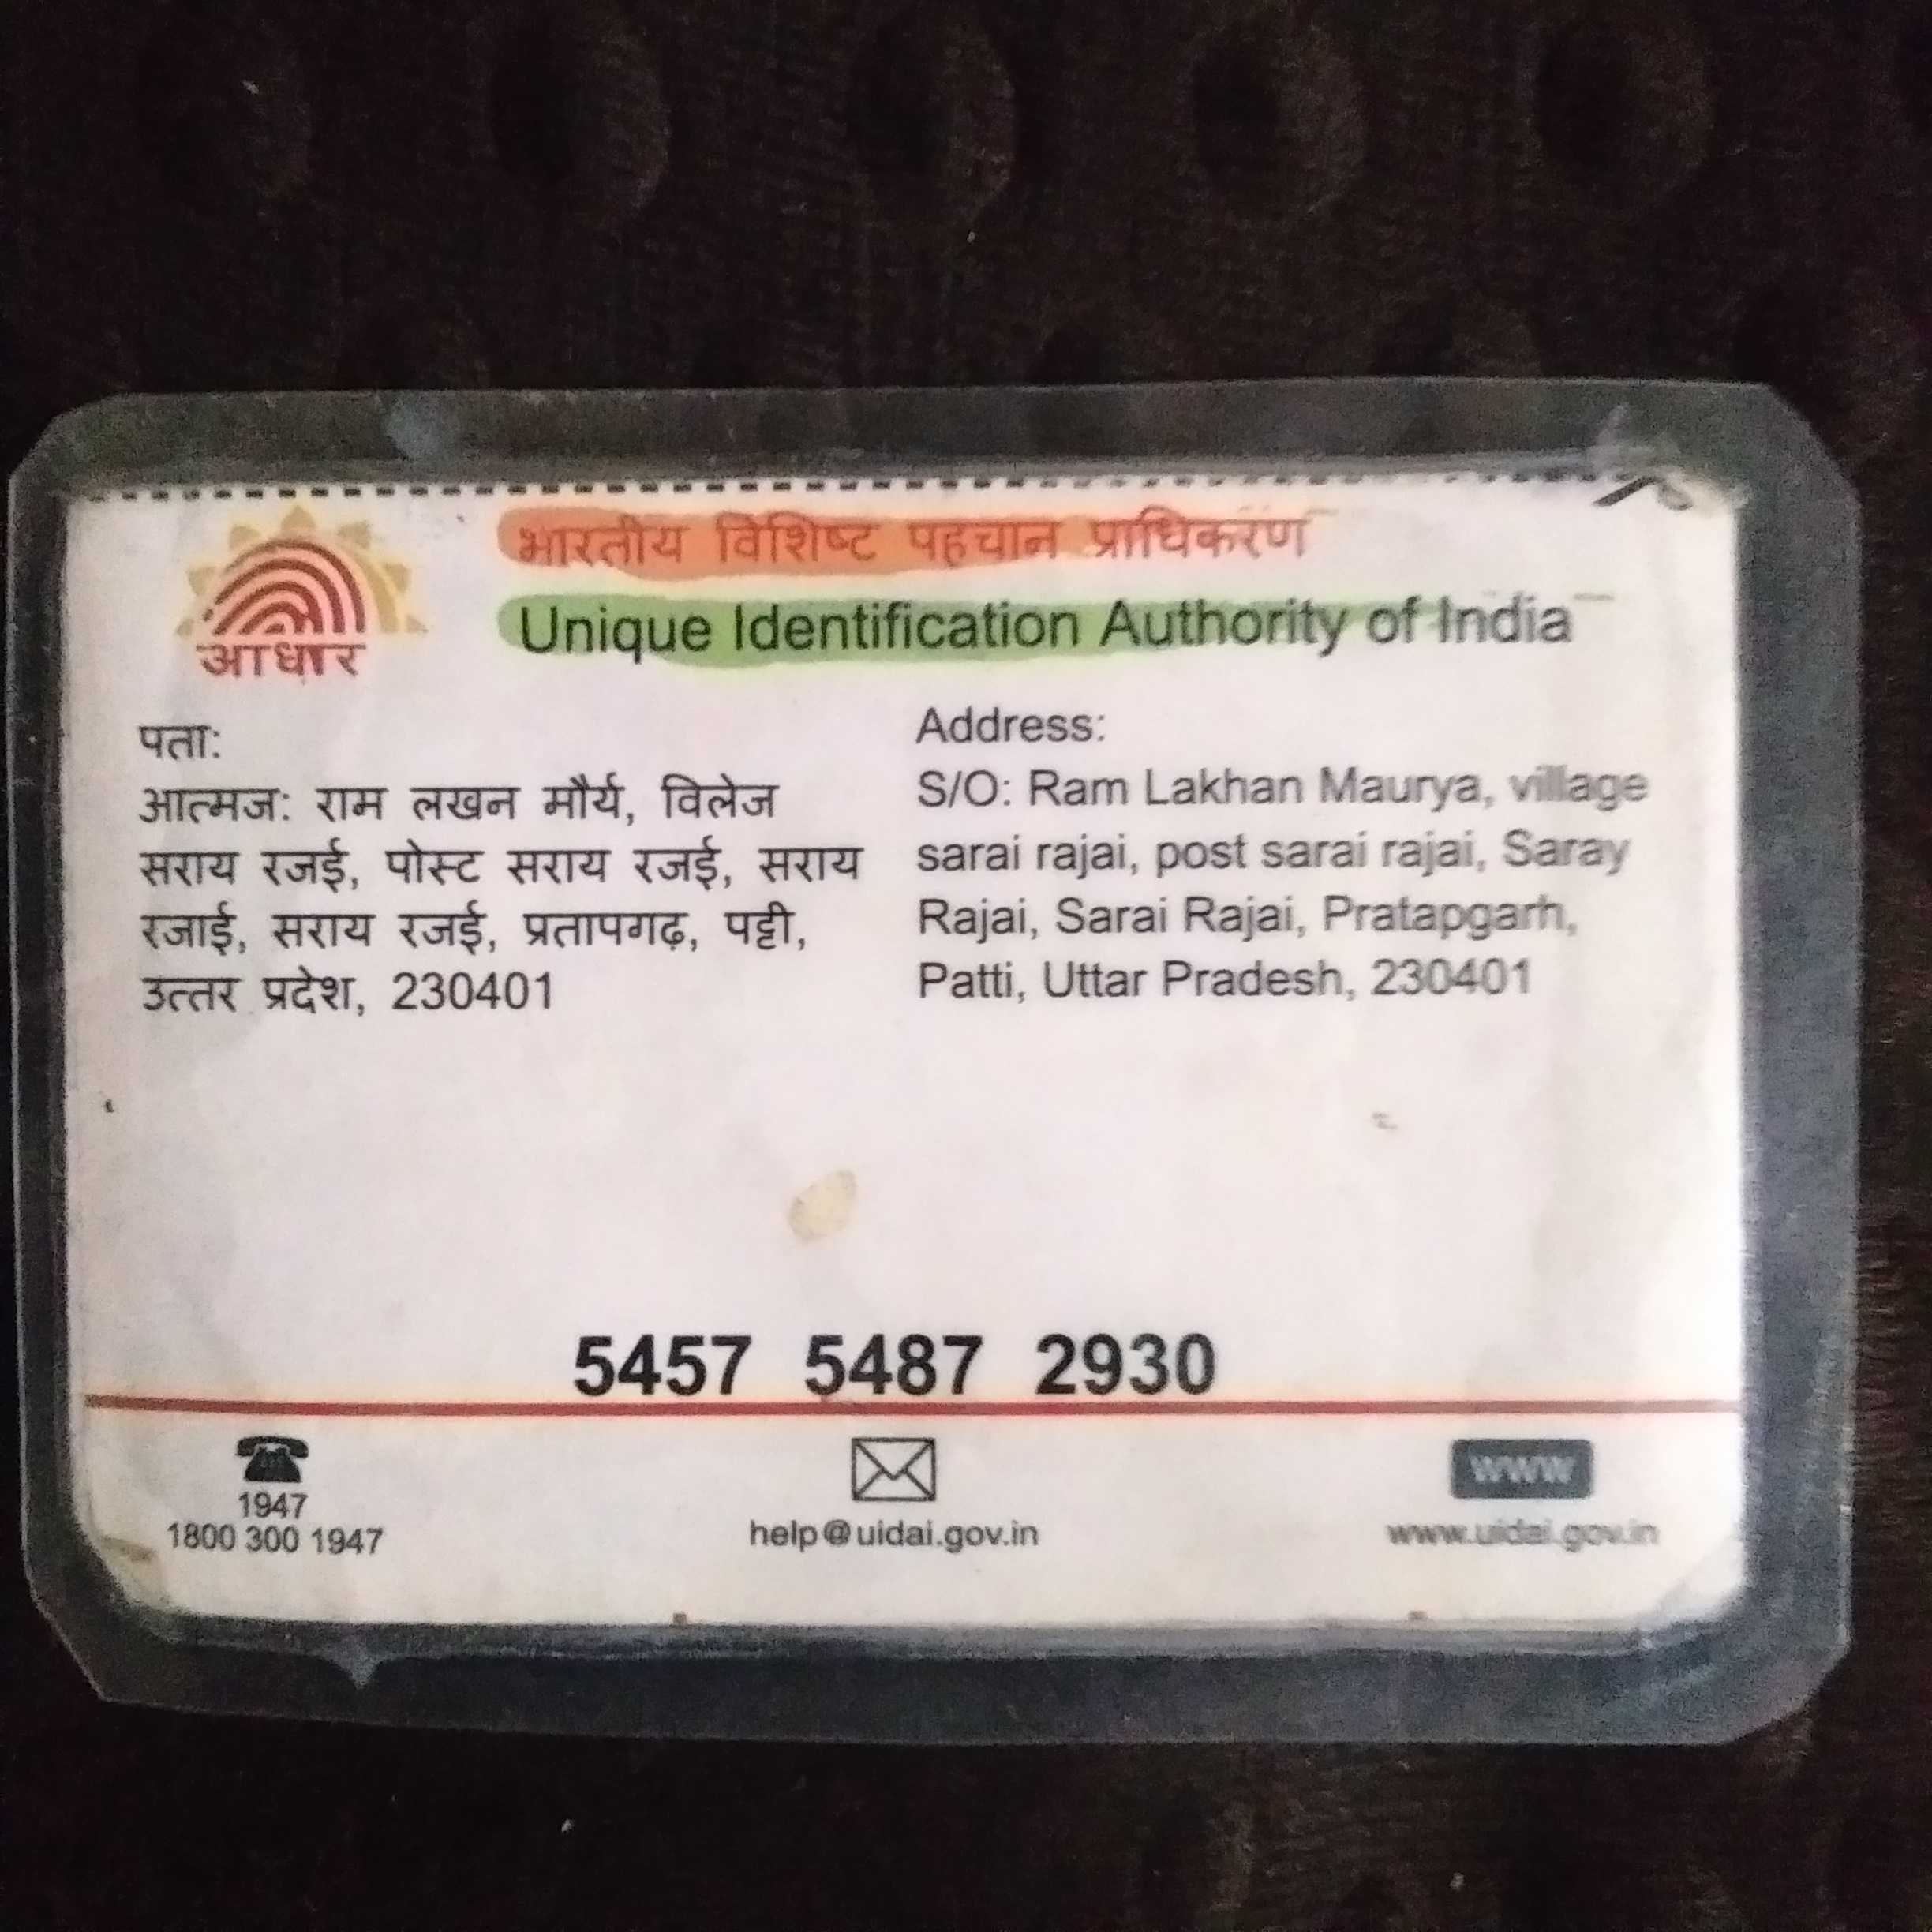 भारतीय विशिष्ट पहचान प्राधिकरण
Unique Identification Authority of India
आधार
पता:
आत्मज: राम लखन मौर्य, विलेज
सराय रजई, पोस्ट सराय रजई, सराय
रजाई, सराय रजई, प्रतापगढ़, पट्टी,
उत्तर प्रदेश, 230401
Address:
S/O: Ram Lakhan Maurya, village
sarai rajai, post sarai rajai, Saray
Rajai, Sarai Rajai, Pratapgarh,
Patti, Uttar Pradesh, 230401
5457 5487 2930
1947
1800 300 1947
help@uidai.gov.in
www
www.uidai.gov.in